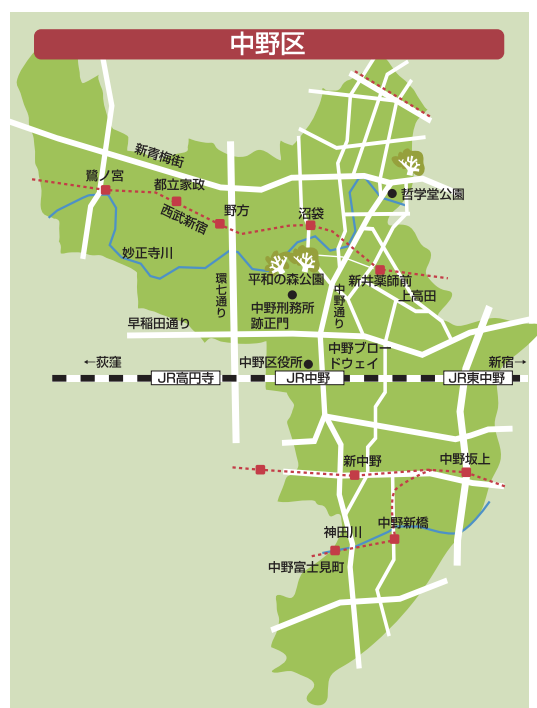 中野区
新青梅街
鷺ノ宮
都立家政
哲学堂公園
西武新宿
野方
沼袋
妙正寺川
環七通り
平和の森公園
新井薬師前
中野通り
上高田
中野刑務所
跡正門
早稲田通り
中野ブロー
ドウェイ
←荻窪
中野区役所
新宿→
JR高円寺
JR中野
JR東中野
新中野
中野坂上
神田川
中野新橋
中野富士見町